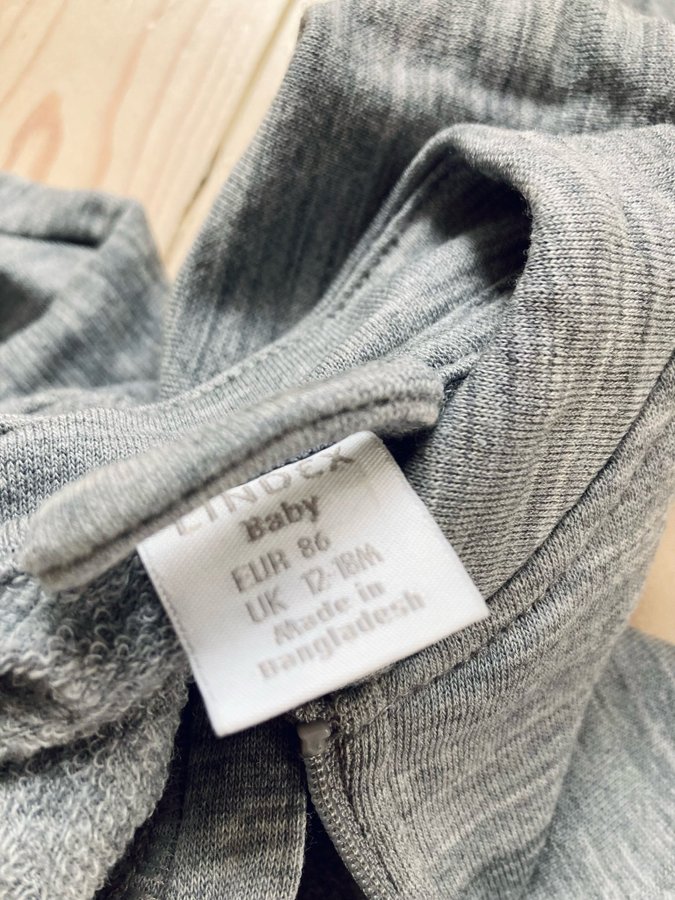 LINDEX
Baby
EUR 86
UK 12-18M
Made in
Bangladesh